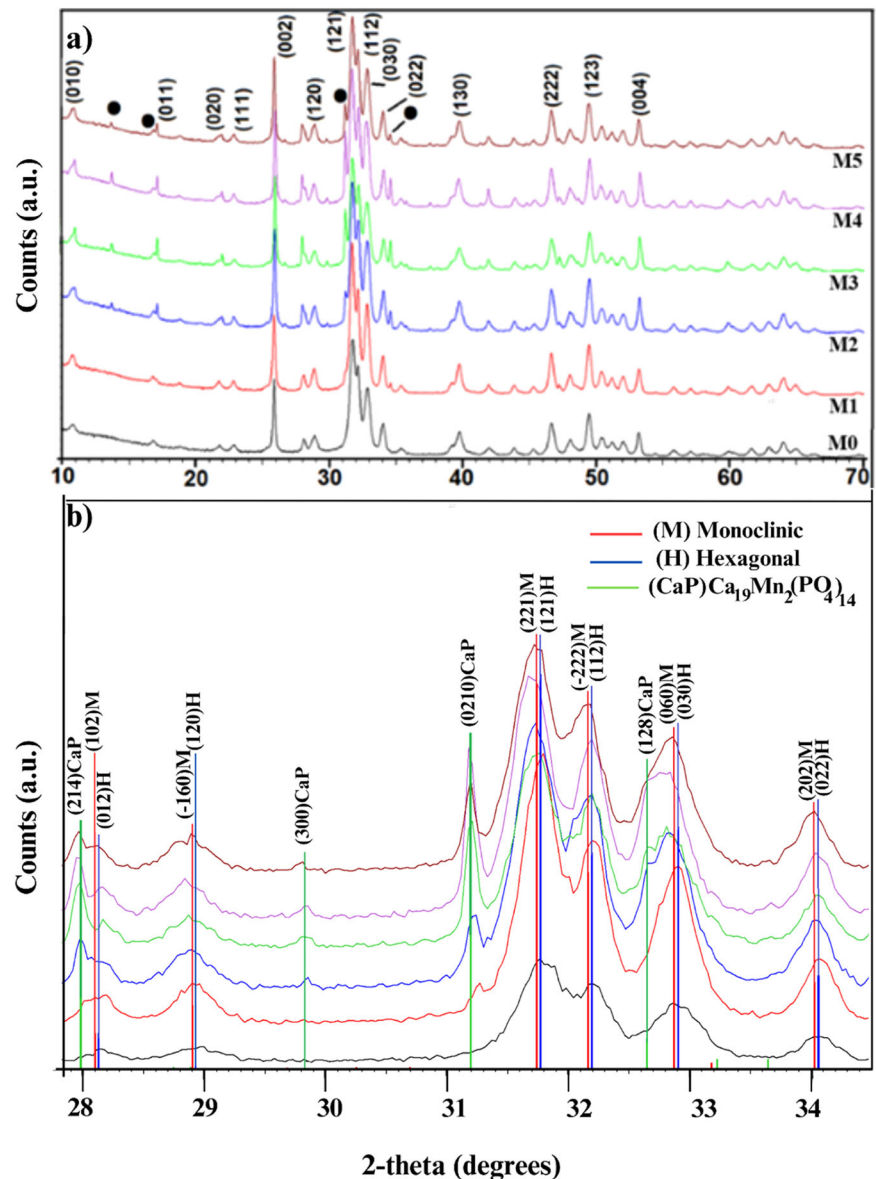 a)
(010)
(011)
(020)
(111)
(002)
(120)
(121)
(112)
(030)
(022)
(130)
(222)
(123)
(004)
M5
M4
M3
M2
M1
M0
Counts (a.u.)
10 20 30 40 50 60 70
b)
(M) Monoclinic
(H) Hexagonal
(CaP)Ca19Mn2(PO4)14
(214)CaP
(102)M
(012)H
(-160)M
(120)H
(300)CaP
(0210)CaP
(221)M
(121)H
(-222)M
(112)H
(128)CaP
(060)M
(030)H
(202)M
(022)H
Counts (a.u.)
28 29 30 31 32 33 34
2-theta (degrees)